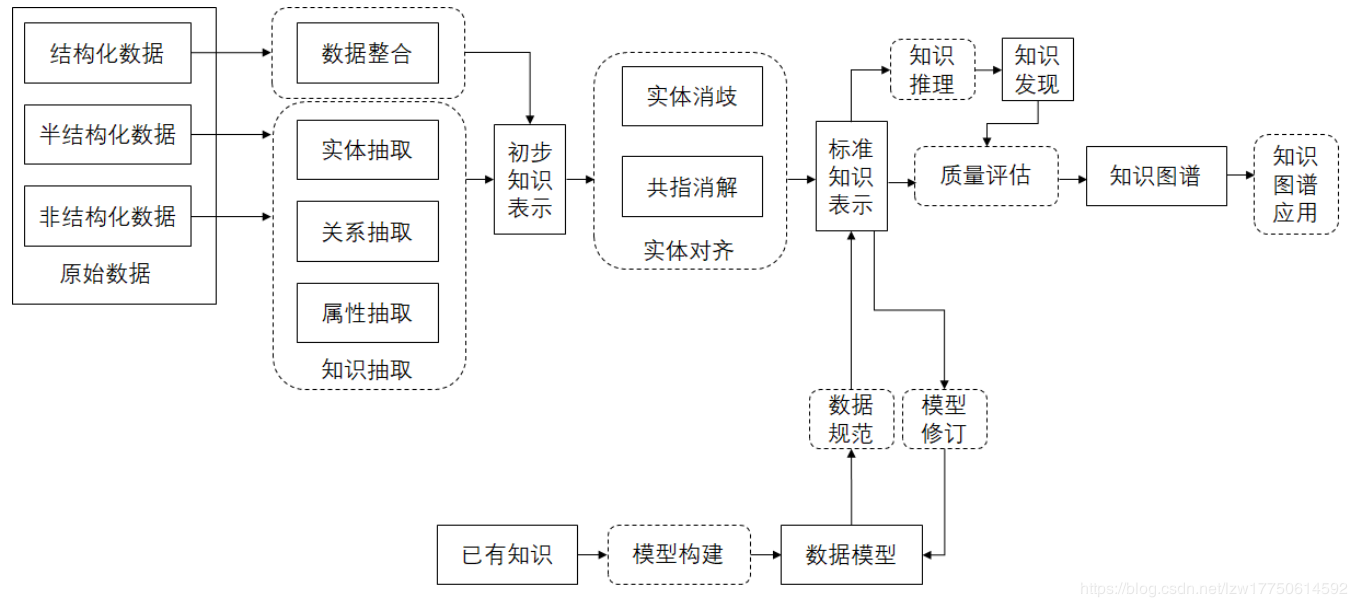 结构化数据
半结构化数据
非结构化数据
原始数据
数据整合
实体抽取
关系抽取
属性抽取
知识抽取
初步
知识
表示
实体消歧
共指消解
实体对齐
标准
知识
表示
知识
推理
知识
发现
质量评估
知识图谱
知识
图谱
应用
数据
规范
模型
修订
已有知识
模型构建
数据模型
https://blog.csdn.net/lzw17750614592